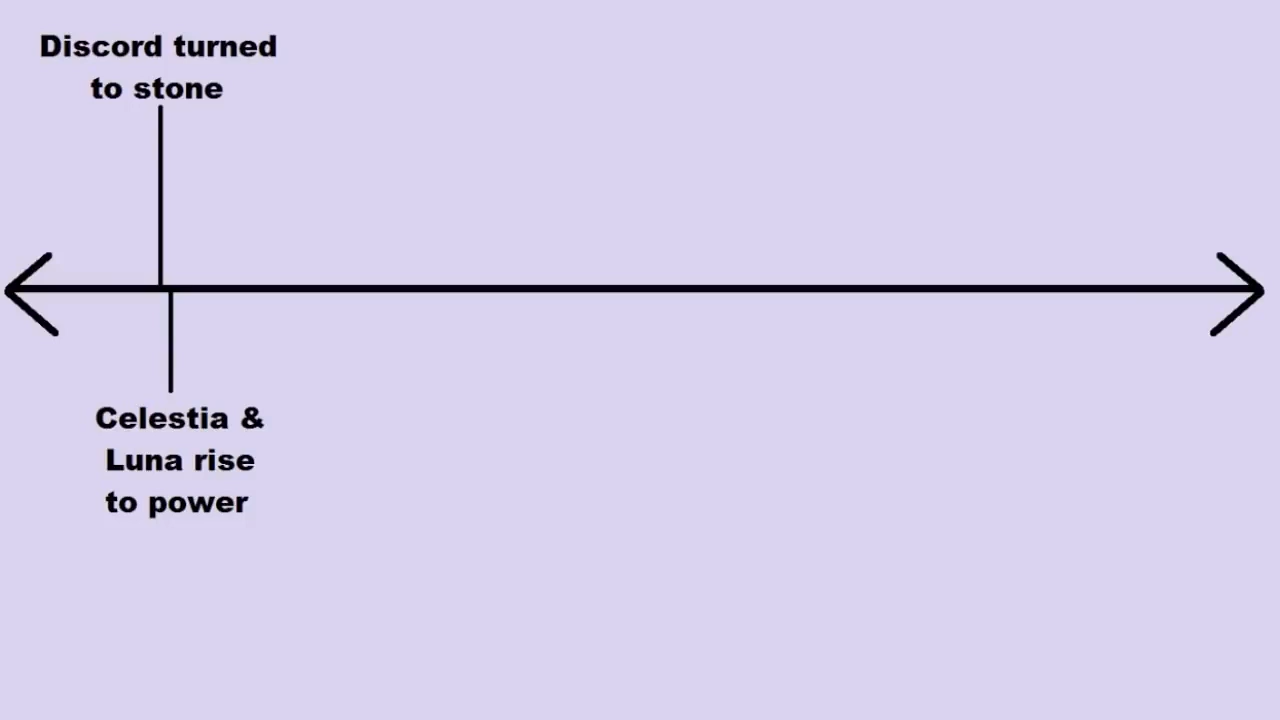 Discord turned
to stone
Celestia &
Luna rise
to power